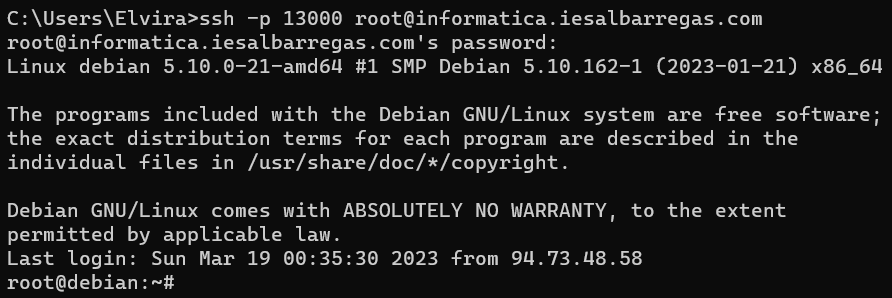 C:\Users\Elvira>ssh -p 13000 root@informatica.iesalbarregas.com
root@informatica.iesalbarregas.com's password:
Linux debian 5.10.0-21-amd64 #1 SMP Debian 5.10.162-1 (2023-01-21) x86_64
The programs included with the Debian GNU/Linux system are free software;
the exact distribution terms for each program are described in the
individual files in /usr/share/doc/*/copyright.
Debian GNU/Linux comes with ABSOLUTELY NO WARRANTY, to the extent
permitted by applicable law.
Last login: Sun Mar 19 00:35:30 2023 from 94.73.48.58
root@debian:~#